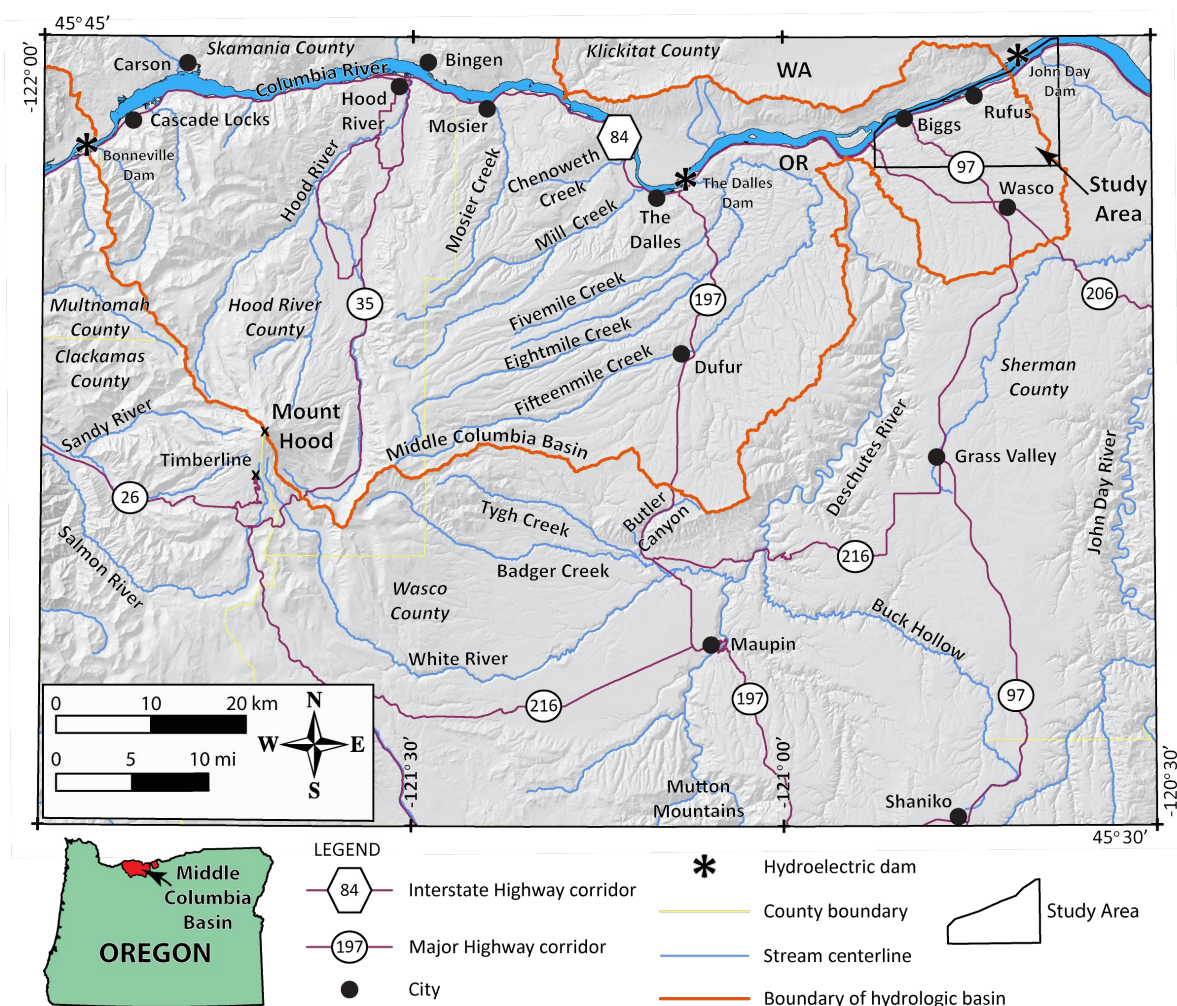 45°45′
-122°00′
Skamania County
Klickitat County
WA
Carson
Bingen
Columbia River
John Day
Dam
Hood
River
Rufus
Cascade Locks
Mosier
84
Biggs
Bonneville
Dam
Chenoweth
Creek
OR
97
The Dalles
Dam
Wasco
Study
Area
Hood River
Mosier Creek
Mill Creek
The
Dalles
Multnomah
County
Hood River
County
35
Fivemile Creek
197
206
Clackamas
County
Eightmile Creek
Dufur
Sherman
County
Fifteenmile Creek
Sandy River
Mount
Hood
Middle Columbia Basin
Timberline
Grass Valley
Deschutes River
John Day River
26
Butler
Canyon
Tygh Creek
216
Salmon River
Badger Creek
Wasco
County
Buck Hollow
Maupin
White River
216
197
97
0 10 20 km
0 5 10 mi
N
W E
S
-121°30′
-121°00′
-120°30′
Mutton
Mountains
Shaniko
45°30′
Middle
Columbia
Basin
OREGON
LEGEND
84 Interstate Highway corridor
197 Major Highway corridor
City
Hydroelectric dam
County boundary
Stream centerline
Boundary of hydrologic basin
Study Area